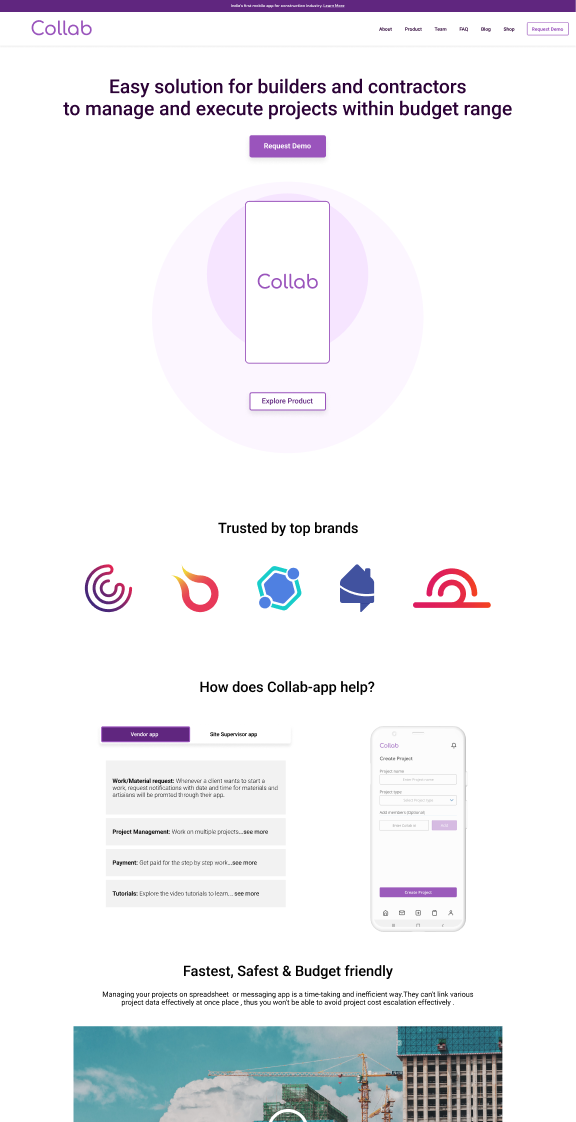 India's first mobile app for construction industry. Learn More
Collab
About Product Team FAQ Blog Shop Request Demo
Easy solution for builders and contractors
to manage and execute projects within budget range
Request Demo
Collab
Explore Product
Trusted by top brands
How does Collab-app help?
Vendor app Site Supervisor app
Work/Material request: Whenever a client wants to start a
work, request notifications with date and time for materials and
artisians will be promted through their app.
Project Management: Work on multiple projects...see more
Payment: Get paid for the step by step work...see more
Tutorials: Explore the video tutorials to learn... see more
Collab
Create Project
Project name
Enter Project name
Project type
Select Project type
Add members (Optional)
Create Project
Fastest, Safest & Budget friendly
Managing your projects on spreadsheet or messaging app is a time-taking and inefficient way.They can't link various
project data effectively at once place , thus you won't be able to avoid project cost escalation effectively .